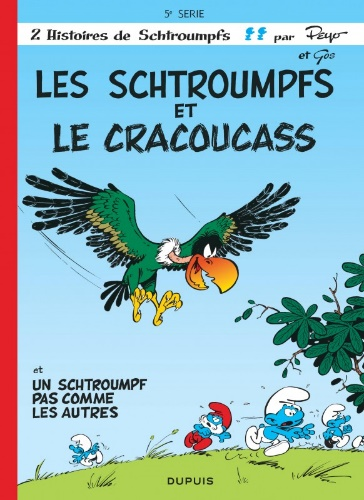 5e SERIE
2 Histoires de Schtroumpfs par Peyo
et Gos
LES SCHTROUMPFS
ET
LE CRACOUCASS
et
UN SCHTROUMPF
PAS COMME
LES AUTRES
DUPUIS